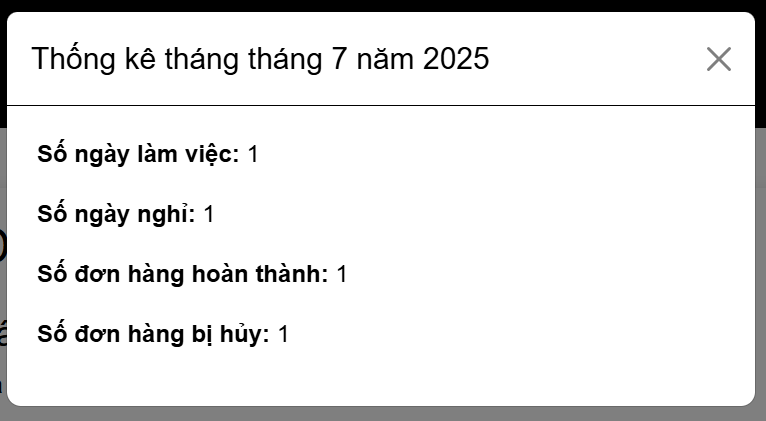 Thống kê tháng tháng 7 năm 2025
Số ngày làm việc: 1
Số ngày nghỉ: 1
Số đơn hàng hoàn thành: 1
Số đơn hàng bị hủy: 1